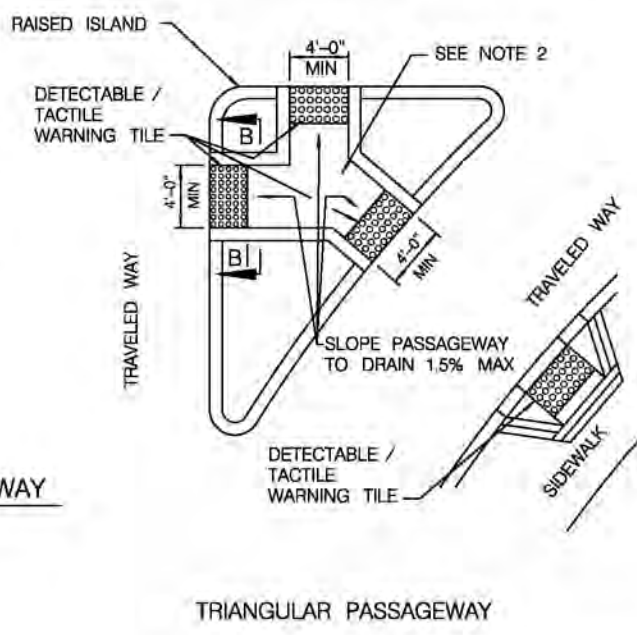 RAISED ISLAND
4'-0"
MIN
SEE NOTE 2
DETECTABLE /
TACTILE
WARNING TILE
B
4'-0"
MIN
B
4'-0"
MIN
TRAVELED WAY
TRAVELED WAY
SLOPE PASSAGEWAY
TO DRAIN 1.5% MAX
DETECTABLE /
TACTILE
WARNING TILE
SIDEWALK
WAY
TRIANGULAR PASSAGEWAY